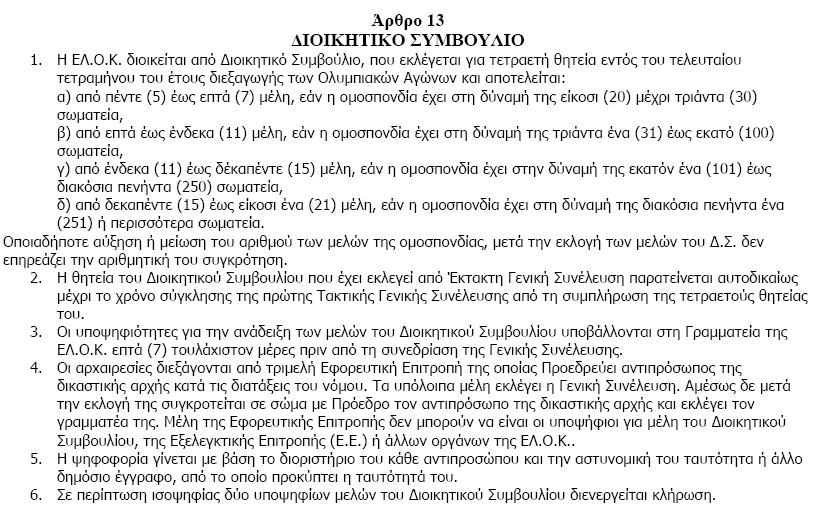 Άρθρο 13
ΔΙΟΙΚΗΤΙΚΟ ΣΥΜΒΟΥΛΙΟ
1. Η ΕΛ.Ο.Κ. διοικείται από Διοικητικό Συμβούλιο, που εκλέγεται για τετραετή θητεία εντός του τελευταίου
τετραμήνου του έτους διεξαγωγής των Ολυμπιακών Αγώνων και αποτελείται:
α) από πέντε (5) έως επτά (7) μέλη, εάν η ομοσπονδία έχει στη δύναμή της είκοσι (20) μέχρι τριάντα (30)
σωματεία,
β) από επτά έως ένδεκα (11) μέλη, εάν η ομοσπονδία έχει στη δύναμή της τριάντα ένα (31) έως εκατό (100)
σωματεία,
γ) από ένδεκα (11) έως δέκαπέντε (15) μέλη, εάν η ομοσπονδία έχει στην δύναμή της εκατόν ένα (101) έως
διακόσια πενήντα (250) σωματεία,
δ) από δεκαπέντε (15) έως είκοσι ένα (21) μέλη, εάν η ομοσπονδία έχει στη δύναμή της διακόσια πενήντα ένα
(251) ή περισσότερα σωματεία.
Οποιαδήποτε αύξηση ή μείωση του αριθμού των μελών της ομοσπονδίας, μετά την εκλογή των μελών του Δ.Σ. δεν
επηρεάζει την αριθμητική του συγκρότηση.
2. Η θητεία του Διοικητικού Συμβουλίου που έχει εκλεγεί από Έκτακτη Γενική Συνέλευση παρατείνεται αυτοδικαίως
μέχρι το χρόνο σύγκλησης της πρώτης Τακτικής Γενικής Συνέλευσης από τη συμπλήρωση της τετραετούς θητείας
του.
3. Οι υποψηφιότητες για την ανάδειξη των μελών του Διοικητικού Συμβουλίου υποβάλλονται στη Γραμματεία της
ΕΛ.Ο.Κ. επτά (7) τουλάχιστον μέρες πριν από τη συνεδρίαση της Γενικής Συνέλευσης.
4. Οι αρχαιρεσίες διεξάγονται από τριμελή Εφορευτική Επιτροπή της οποίας Προεδρεύει αντιπρόσωπος της
δικαστικής αρχής κατά τις διατάξεις του νόμου. Τα υπόλοιπα μέλη εκλέγει η Γενική Συνέλευση. Αμέσως δε μετά
την εκλογή της συγκροτείται σε σώμα με Πρόεδρο τον αντιπρόσωπο της δικαστικής αρχής και εκλέγει τον
γραμματέα της. Μέλη της Εφορευτικής Επιτροπής δεν μπορούν να είναι οι υποψήφιοι για μέλη του Διοικητικού
Συμβουλίου, της Εξελεγκτικής Επιτροπής (Ε.Ε.) ή άλλων οργάνων της ΕΛ.Ο.Κ..
5. Η ψηφοφορία γίνεται με βάση το διοριστήριο του κάθε αντιπροσώπου και την αστυνομική του ταυτότητα ή άλλο
δημόσιο έγγραφο, από το οποίο προκύπτει η ταυτότητά του.
6. Σε περίπτωση ισοψηφίας δύο υποψηφίων μελών του Διοικητικού Συμβουλίου διενεργείται κλήρωση.